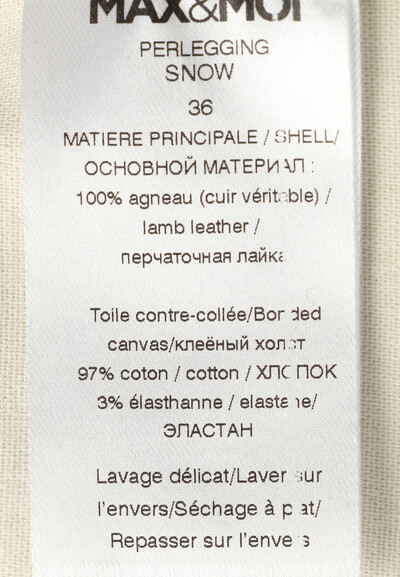 MAX&MOI
PERLEGGING
SNOW
36
MATIERE PRINCIPALE / SHELL/
ОСНОВНОЙ МАТЕРИАЛ :
100% agneau (cuir véritable) /
lamb leather /
перчаточная лайка
Toile contre-collée/Bonded
canvas/клеёный холст
97% coton / cotton / ХЛОПОК
3% élasthanne / elastane/
ЭЛАСТАН
Lavage délicat/Laver sur
l'envers/Séchage à plat/
Repasser sur l'envers